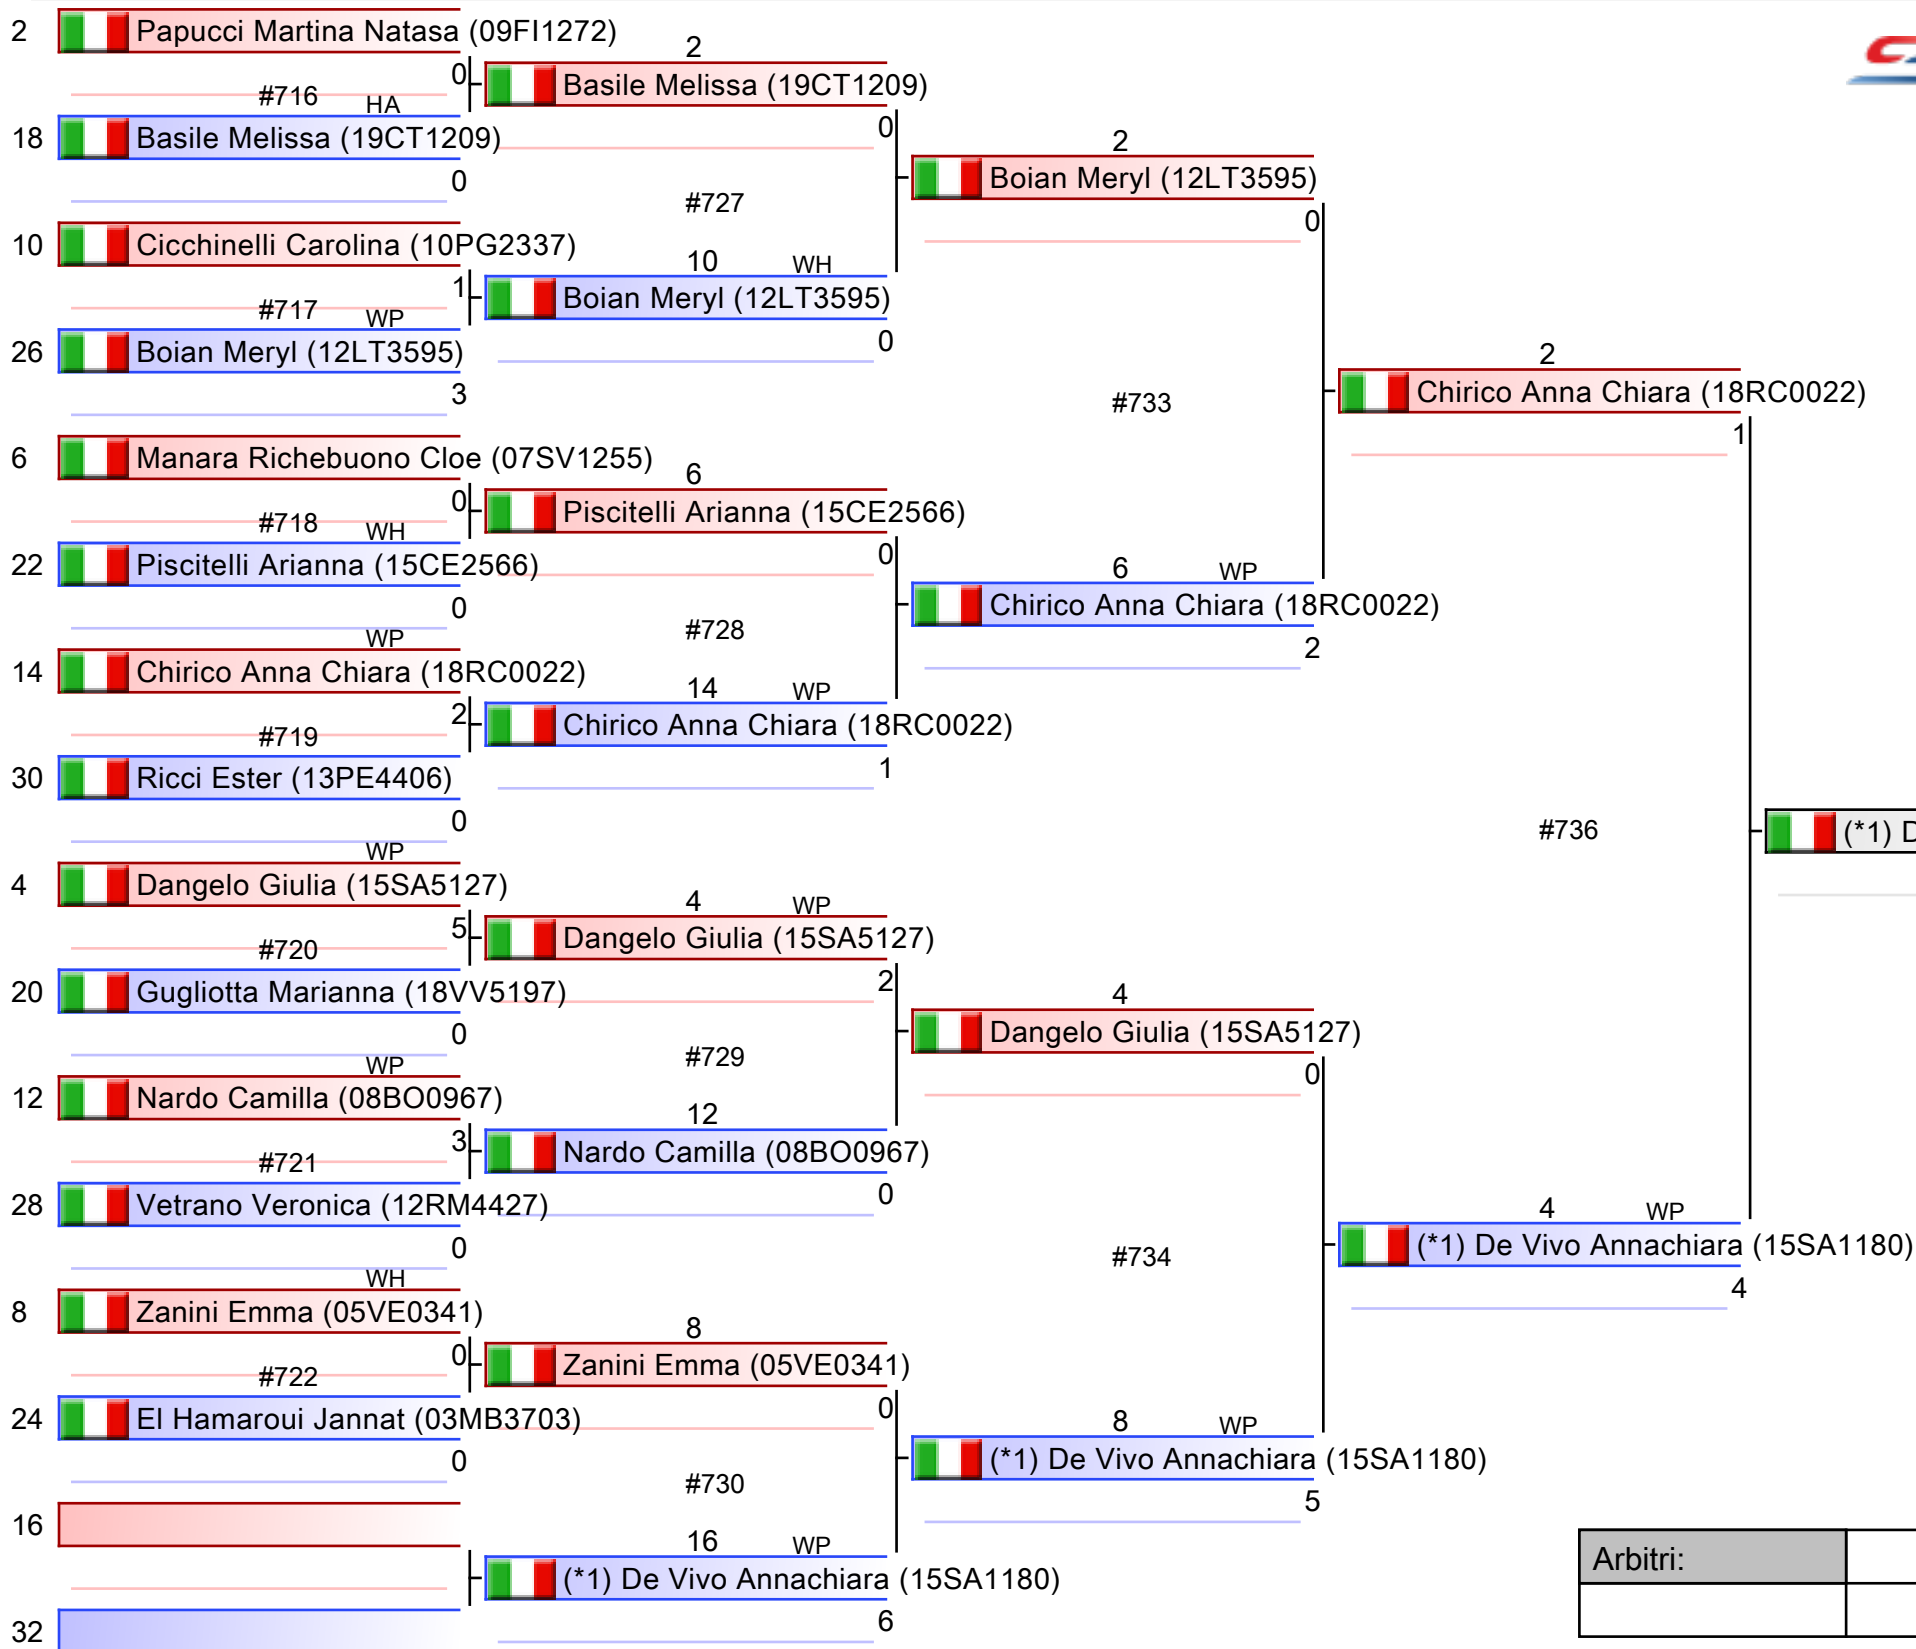 2 Papucci Martina Natasa (09FI1272)
0
#716 HA
18 Basile Melissa (19CT1209)
0
10 Cicchinelli Carolina (10PG2337)
1
#717 WP
26 Boian Meryl (12LT3595)
3
6 Manara Richebuono Cloe (07SV1255)
0
#718 WH
22 Piscitelli Arianna (15CE2566)
0
WP
14 Chirico Anna Chiara (18RC0022)
2
#719
30 Ricci Ester (13PE4406)
0
WP
4 Dangelo Giulia (15SA5127)
5
#720
20 Gugliotta Marianna (18VV5197)
0
WP
12 Nardo Camilla (08BO0967)
3
#721
28 Vetrano Veronica (12RM4427)
0
WH
8 Zanini Emma (05VE0341)
0
#722
24 El Hamaroui Jannat (03MB3703)
0
16
32
2
Basile Melissa (19CT1209)
0
#727
10 WH
Boian Meryl (12LT3595)
0
6
Piscitelli Arianna (15CE2566)
0
#728
14 WP
Chirico Anna Chiara (18RC0022)
1
4 WP
Dangelo Giulia (15SA5127)
2
#729
12
Nardo Camilla (08BO0967)
0
8
Zanini Emma (05VE0341)
0
#730
16 WP
(*1) De Vivo Annachiara (15SA1180)
6
2
Boian Meryl (12LT3595)
0
#733
6 WP
Chirico Anna Chiara (18RC0022)
2
4
Dangelo Giulia (15SA5127)
0
#734
8 WP
(*1) De Vivo Annachiara (15SA1180)
5
2
Chirico Anna Chiara (18RC0022)
1
#736
4 WP
(*1) De Vivo Annachiara (15SA1180)
4
(*1) D
Arbitri: